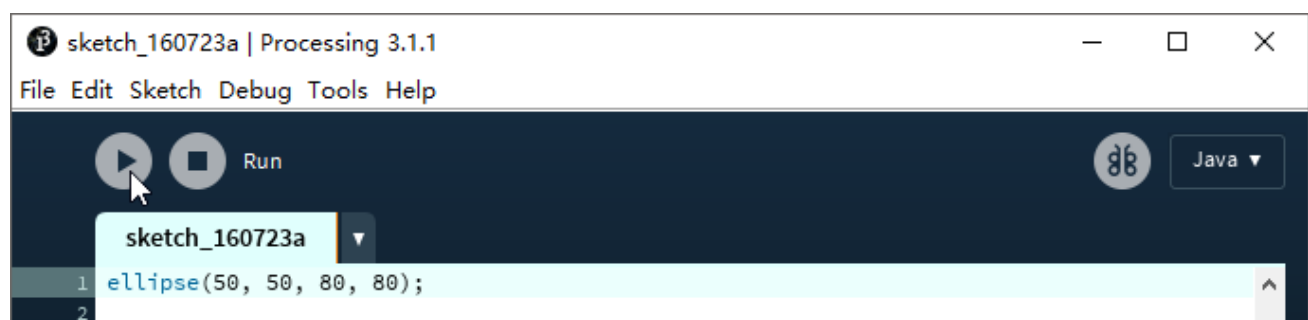 sketch_160723a | Processing 3.1.1
File Edit Sketch Debug Tools Help
Run
Java ▼
sketch_160723a ▼
1 ellipse(50, 50, 80, 80);
2